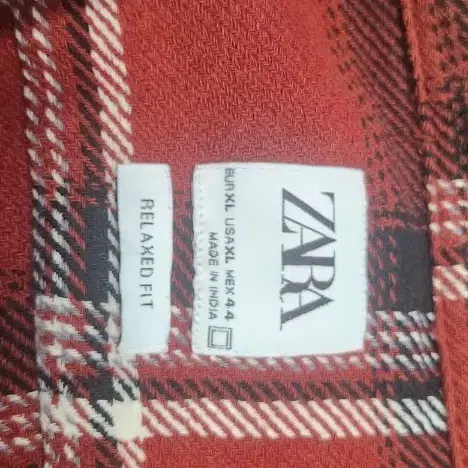 ZARA
EUR XL USA XL MEX 44
MADE IN INDIA
RELAXED FIT